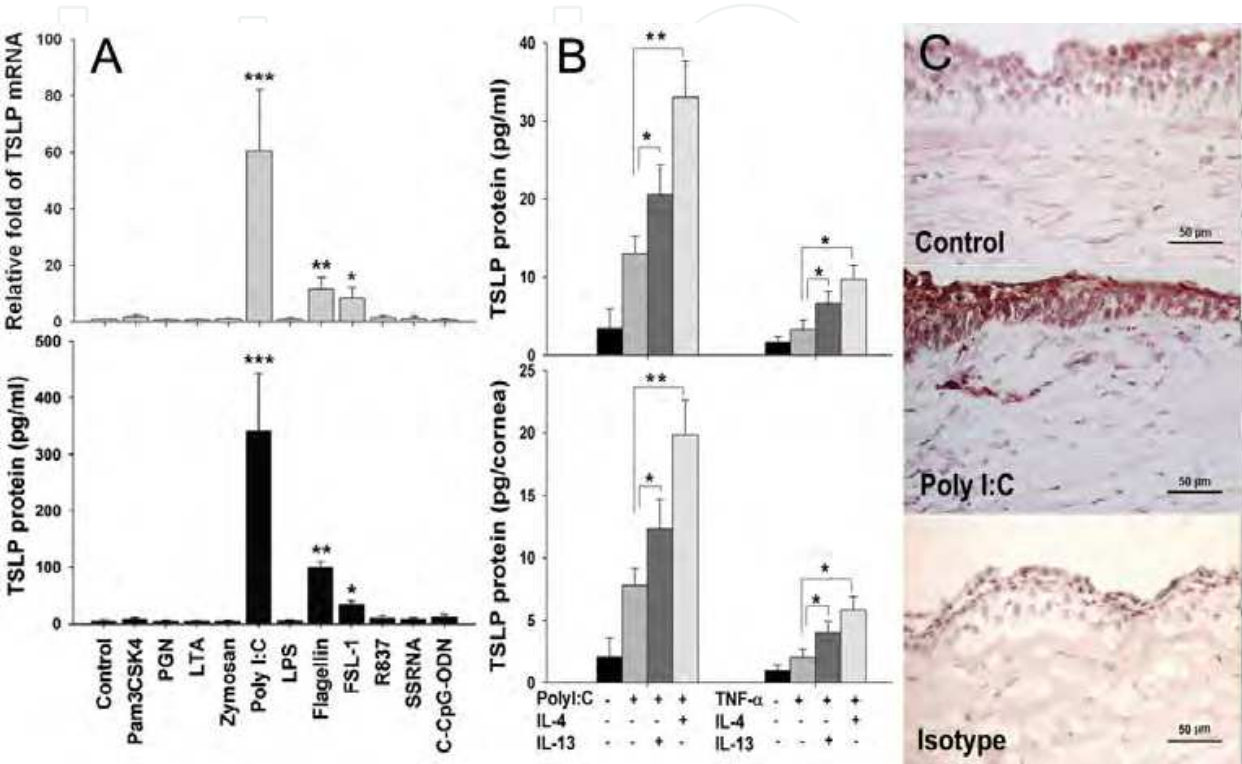 A
Relative fold of TSLP mRNA
100
80
60
40
20
0
***
**
*
TSLP protein (pg/ml)
500
400
300
200
100
0
***
**
*
Control
Pam3CSK4
PGN
LTA
Zymosan
Poly I:C
LPS
Flagellin
FSL-1
R837
SSRNA
C-CpG-ODN
B
TSLP protein (pg/ml)
40
30
20
10
0
**
*
*
*
TSLP protein (pg/cornea)
25
20
15
10
5
0
**
*
*
*
PolyI:C - + + + TNF-α - + + +
IL-4 - - - + IL-4 - - - +
IL-13 - - + - IL-13 - - + -
C
Control
50 µm
Poly I:C
50 µm
Isotype
50 µm